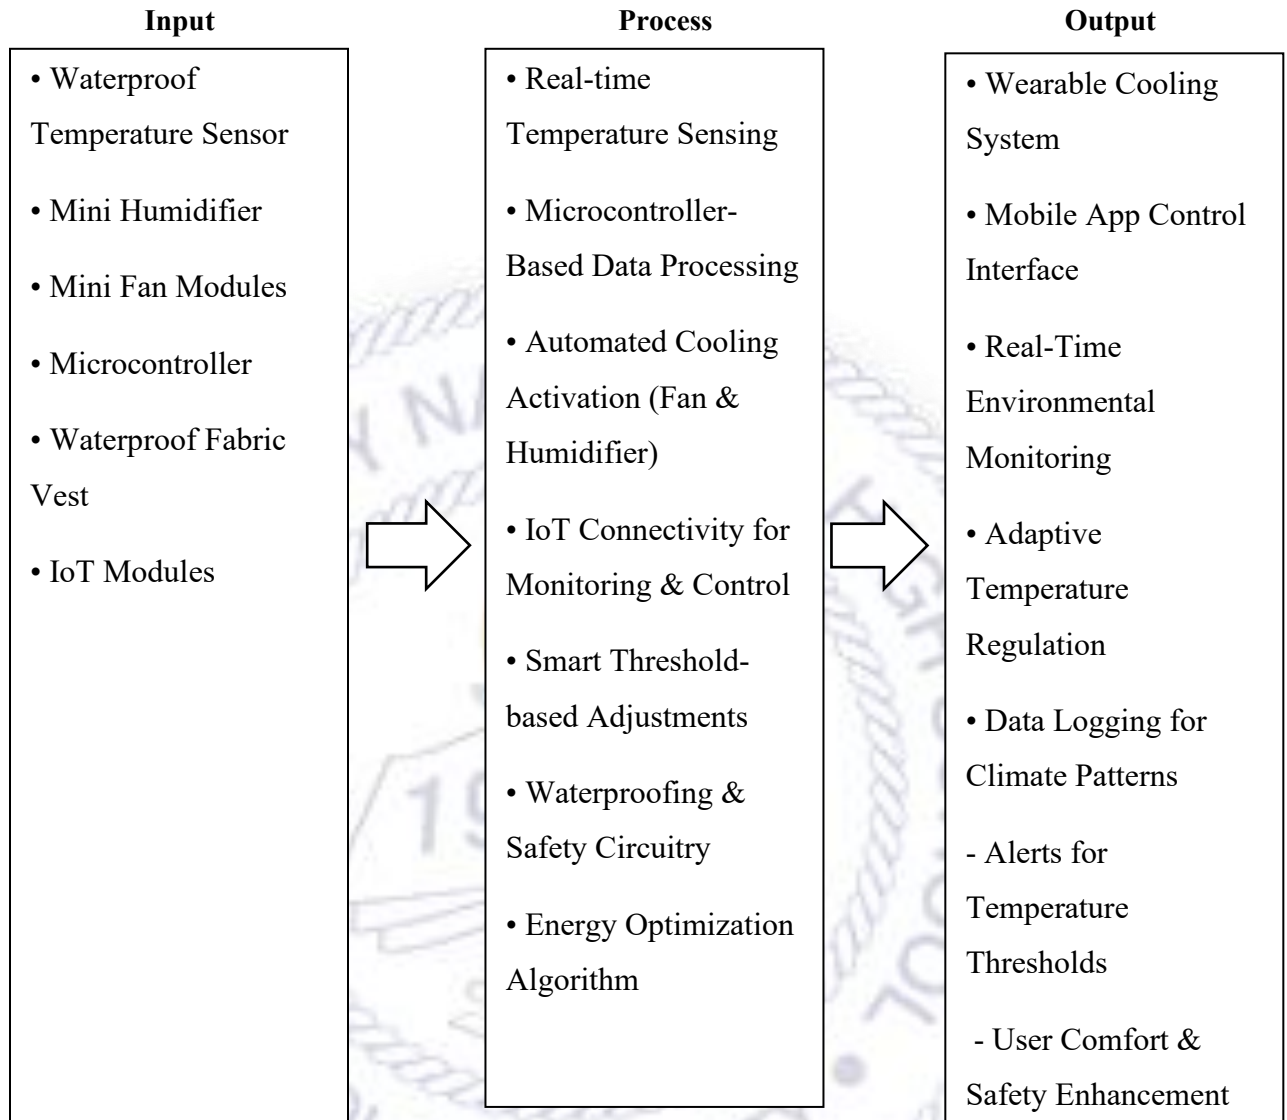 Input
• Waterproof
Temperature Sensor
• Mini Humidifier
• Mini Fan Modules
• Microcontroller
• Waterproof Fabric
Vest
• IoT Modules
Process
• Real-time
Temperature Sensing
• Microcontroller-
Based Data Processing
• Automated Cooling
Activation (Fan &
Humidifier)
• IoT Connectivity for
Monitoring & Control
• Smart Threshold-
based Adjustments
• Waterproofing &
Safety Circuitry
• Energy Optimization
Algorithm
Output
• Wearable Cooling
System
• Mobile App Control
Interface
• Real-Time
Environmental
Monitoring
• Adaptive
Temperature
Regulation
• Data Logging for
Climate Patterns
- Alerts for
Temperature
Thresholds
- User Comfort &
Safety Enhancement